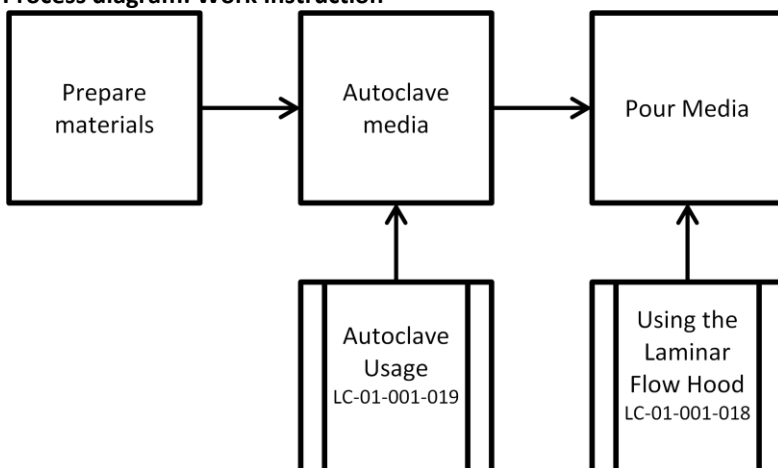 Process diagram: Work Instruction
Prepare
materials
Autoclave
media
Pour Media
Autoclave
Usage
LC-01-001-019
Using the
Laminar
Flow Hood
LC-01-001-018